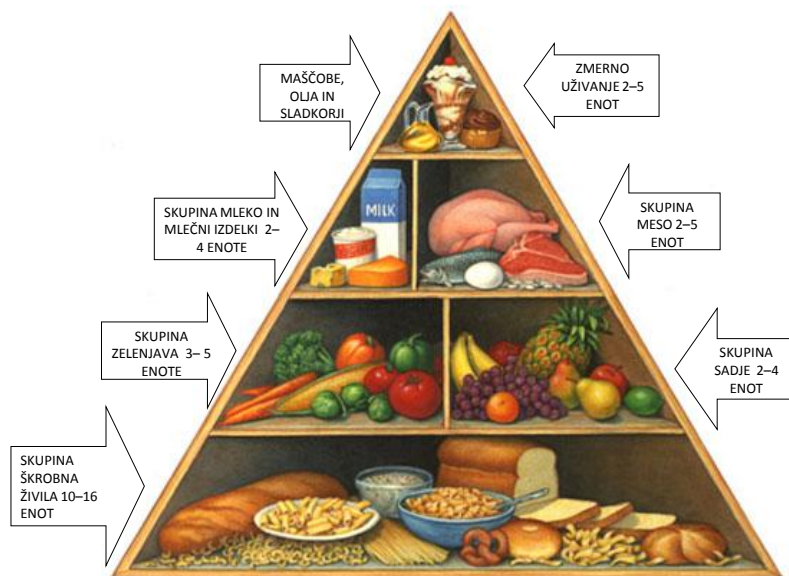 MAŠČOBE,
OLJA IN
SLADKORJI
ZMERNO
UŽIVANJE 2–5
ENOT
SKUPINA MLEKO IN
MLEČNI IZDELKI 2–
4 ENOTE
MILK
SKUPINA
MESO 2–5
ENOT
SKUPINA
ZELENJAVA 3– 5
ENOTE
SKUPINA
SADJE 2–4
ENOT
SKUPINA
ŠKROBNA
ŽIVILA 10–16
ENOT